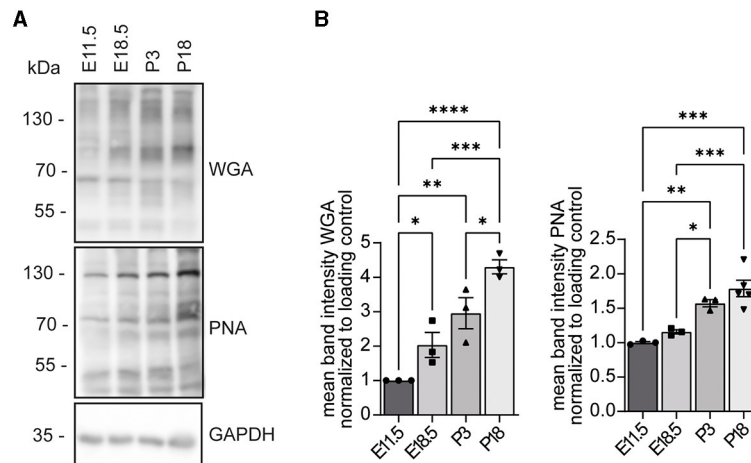 A
B
kDa
E11.5
E18.5
P3
P18
130 -
70 -
55 -
WGA
130 -
70 -
55 -
PNA
35 -
GAPDH
mean band intensity WGA
normalized to loading control
5
4
3
2
1
0
****
***
**
*
*
E11.5
E18.5
P3
P18
mean band intensity PNA
normalized to loading control
2.5
2.0
1.5
1.0
0.5
0.0
***
***
**
*
E11.5
E18.5
P3
P18